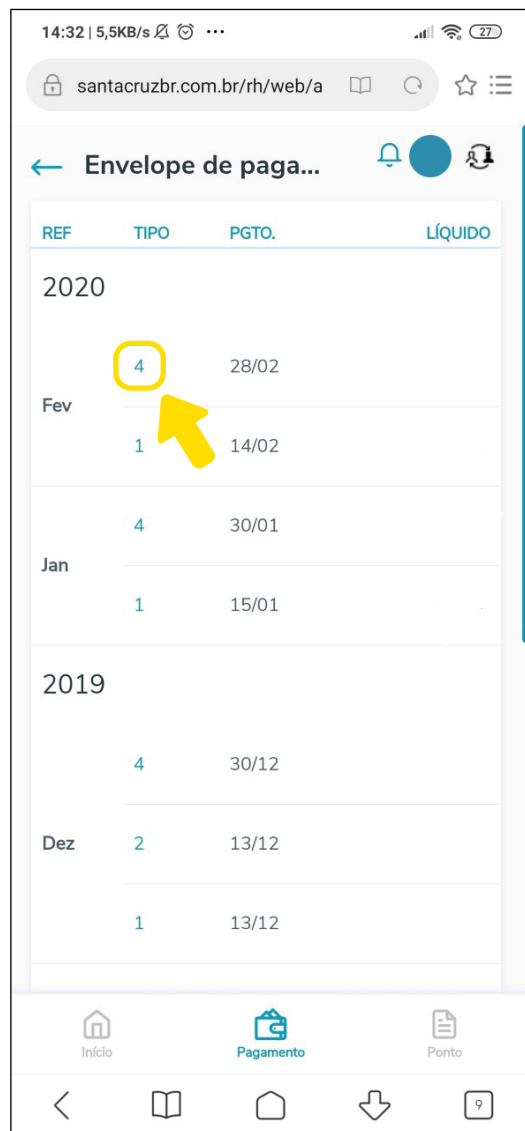 14:32 | 5,5KB/s ... 27
santacruzbr.com.br/rh/web/a
Envelope de paga...
REF TIPO PGTO. LÍQUIDO
2020
4 28/02
Fev
1 14/02
4 30/01
Jan
1 15/01
2019
4 30/12
Dez 2 13/12
1 13/12
Início Pagamento Ponto
9